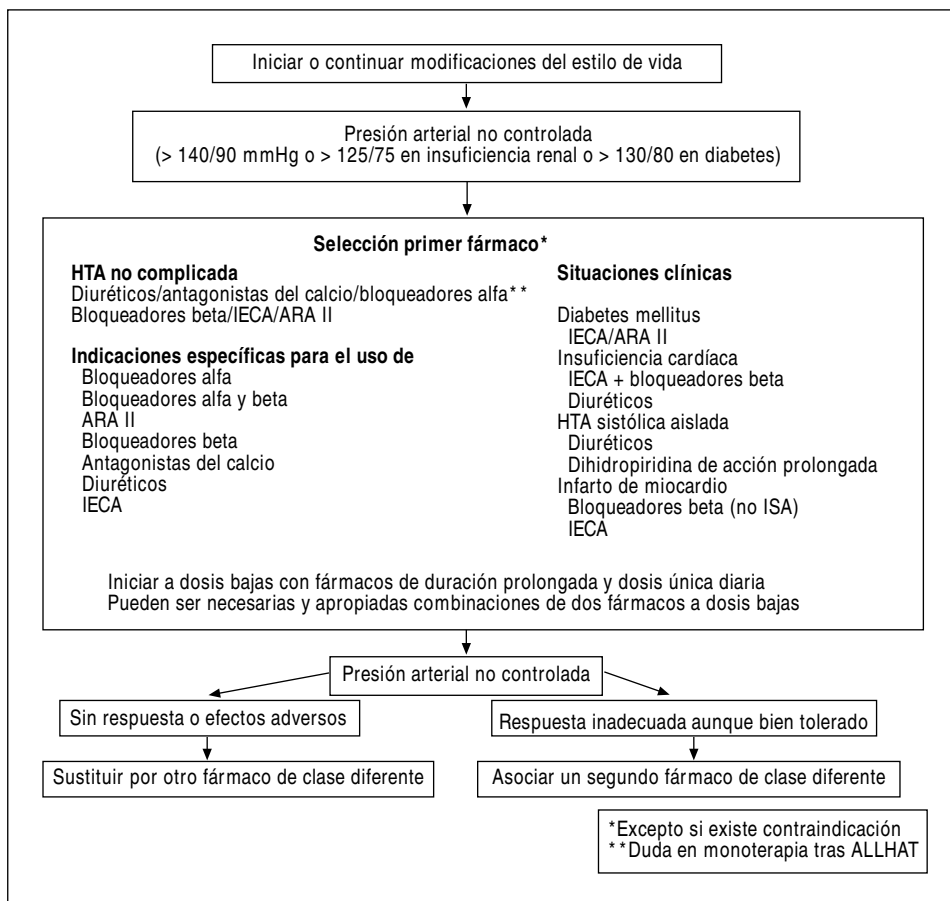 Iniciar o continuar modificaciones del estilo de vida
Presión arterial no controlada
(> 140/90 mmHg o > 125/75 en insuficiencia renal o > 130/80 en diabetes)
Selección primer fármaco*
HTA no complicada
Diuréticos/antagonistas del calcio/bloqueadores alfa**
Bloqueadores beta/IECA/ARA II
Indicaciones específicas para el uso de
Bloqueadores alfa
Bloqueadores alfa y beta
ARA II
Bloqueadores beta
Antagonistas del calcio
Diuréticos
IECA
Situaciones clínicas
Diabetes mellitus
IECA/ARA II
Insuficiencia cardíaca
IECA + bloqueadores beta
Diuréticos
HTA sistólica aislada
Diuréticos
Dihidropiridina de acción prolongada
Infarto de miocardio
Bloqueadores beta (no ISA)
IECA
Iniciar a dosis bajas con fármacos de duración prolongada y dosis única diaria
Pueden ser necesarias y apropiadas combinaciones de dos fármacos a dosis bajas
Presión arterial no controlada
Sin respuesta o efectos adversos
Respuesta inadecuada aunque bien tolerado
Sustituir por otro fármaco de clase diferente
Asociar un segundo fármaco de clase diferente
*Excepto si existe contraindicación
**Duda en monoterapia tras ALLHAT